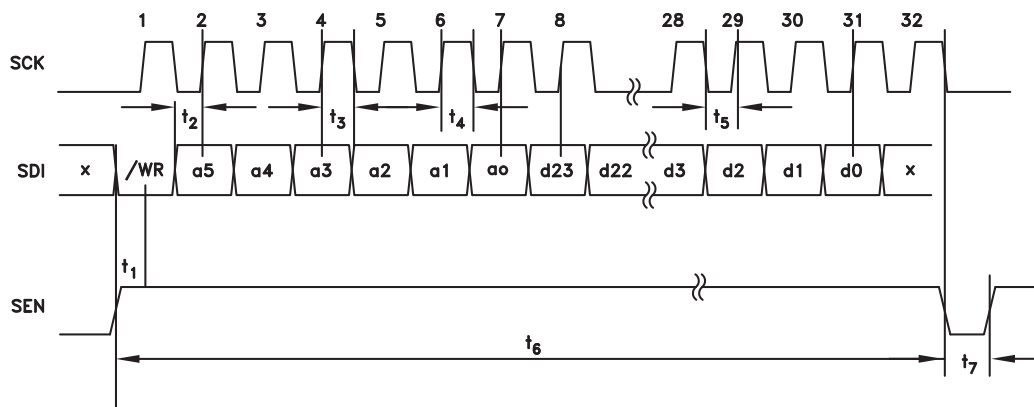 1 2 3 4 5 6 7 8 28 29 30 31 32
SCK
t2 t3 t4 t5
SDI x /WR a5 a4 a3 a2 a1 ao d23 d22 d3 d2 d1 d0 x
t1
SEN
t6
t7